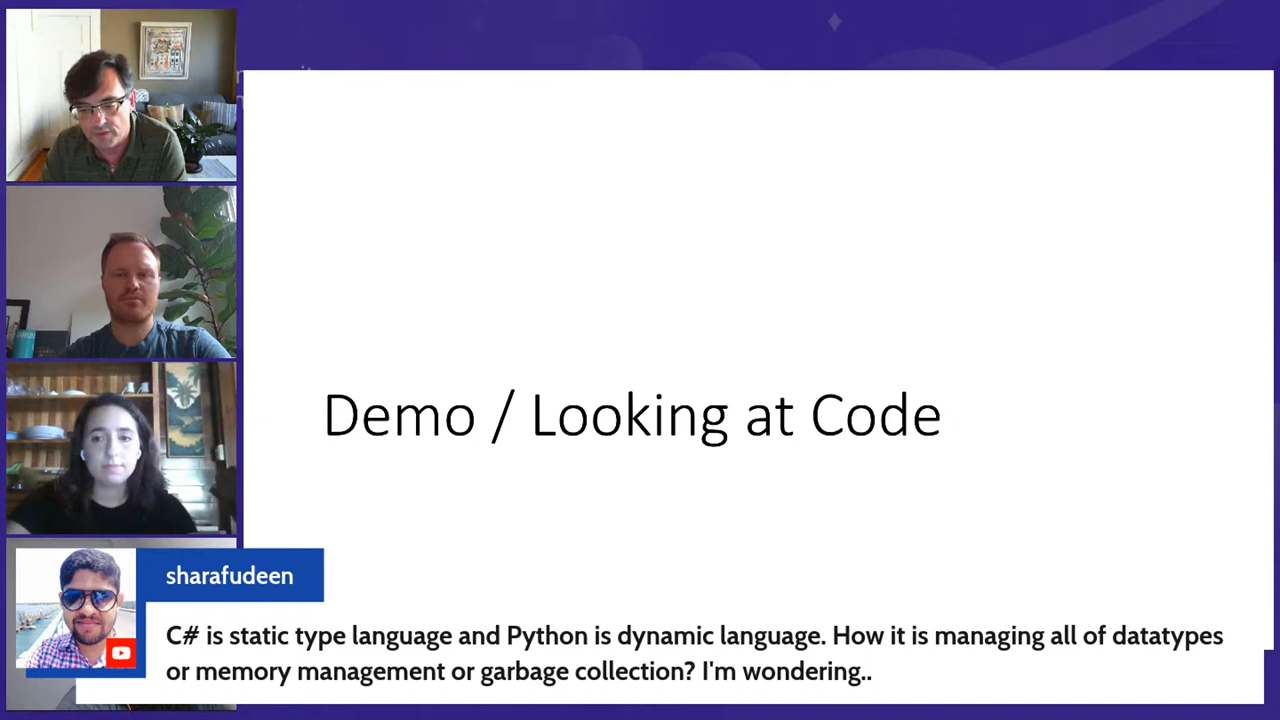 Demo / Looking at Code
sharafudeen
C# is static type language and Python is dynamic language. How it is managing all of datatypes
or memory management or garbage collection? I'm wondering..